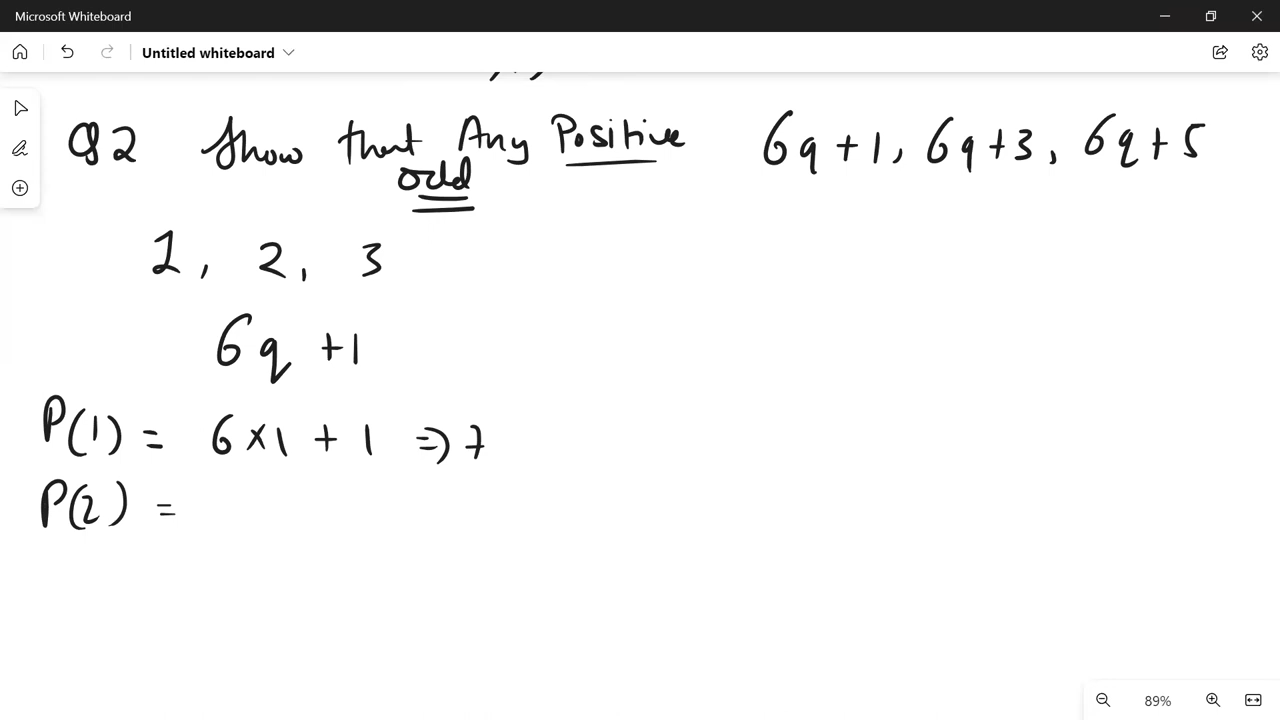 Microsoft Whiteboard
Untitled whiteboard
Q2 Show that Any Positive 6q+1, 6q+3, 6q+5
odd
1, 2, 3
6q +1
P(1) = 6×1 + 1 => 7
P(2) =
89%